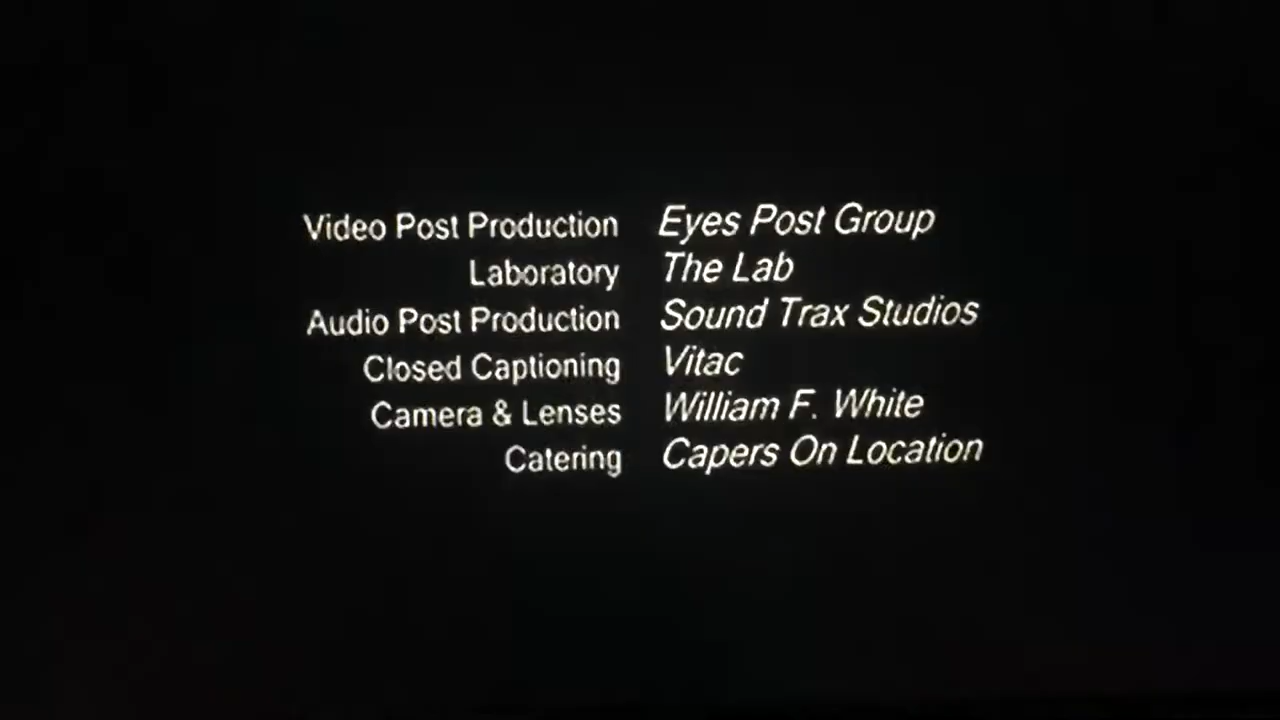 Video Post Production Eyes Post Group
Laboratory The Lab
Audio Post Production Sound Trax Studios
Closed Captioning Vitac
Camera & Lenses William F. White
Catering Capers On Location